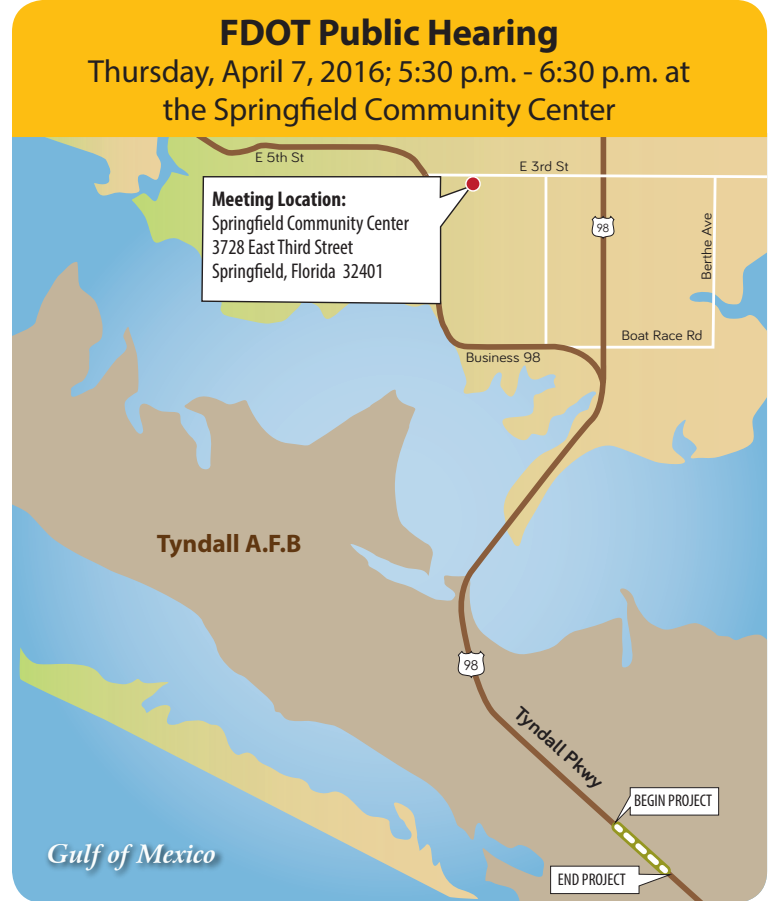 FDOT Public Hearing
Thursday, April 7, 2016; 5:30 p.m. - 6:30 p.m. at
the Springfield Community Center
E 5th St
E 3rd St
Meeting Location:
Springfield Community Center
3728 East Third Street
Springfield, Florida 32401
98
Berthe Ave
Boat Race Rd
Business 98
Tyndall A.F.B
98
Tyndall Pkwy
BEGIN PROJECT
Gulf of Mexico
END PROJECT